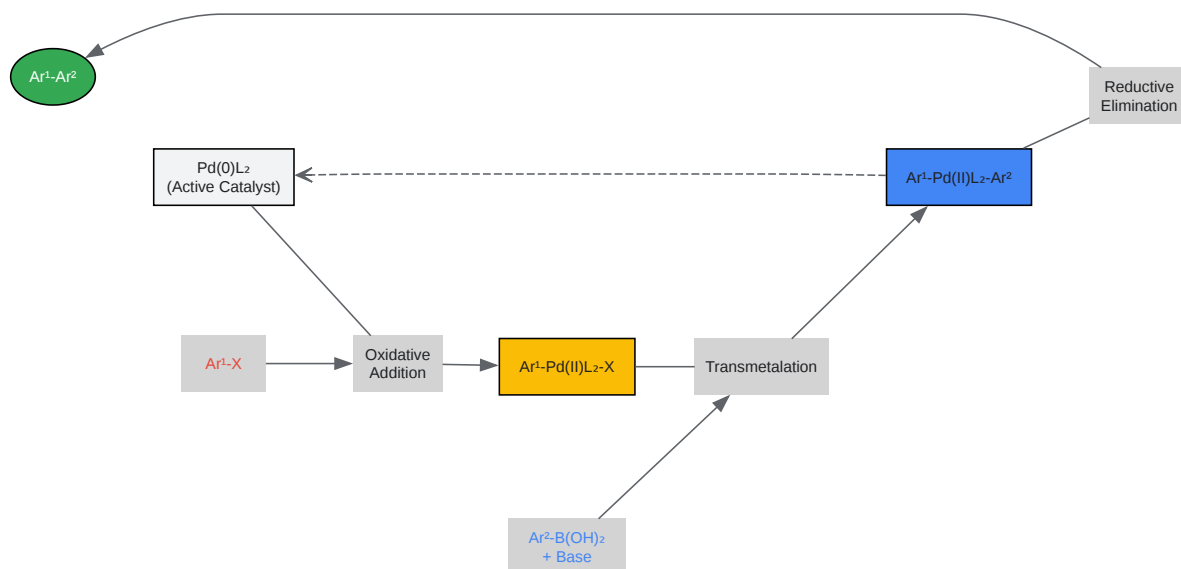 Ar¹-Ar²
Reductive
Elimination
Pd(0)L₂
(Active Catalyst)
Ar¹-Pd(II)L₂-Ar²
Ar¹-X
Oxidative
Addition
Ar¹-Pd(II)L₂-X
Transmetalation
Ar²-B(OH)₂
+ Base